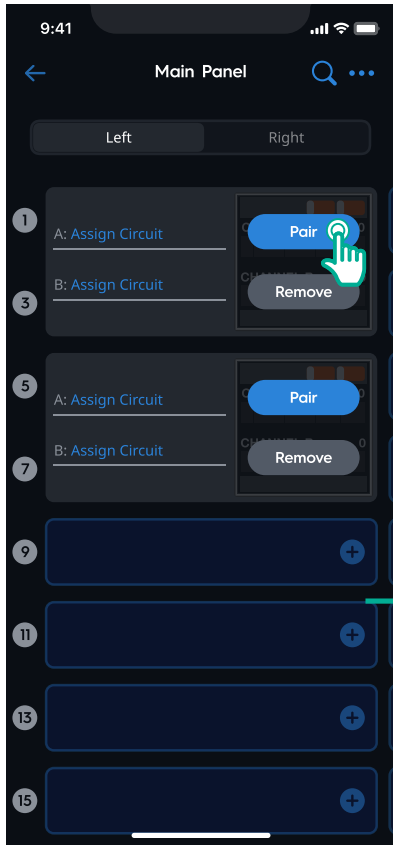 9:41
Main Panel
Left Right
1
A: Assign Circuit
Pair
3
B: Assign Circuit
Remove
5
A: Assign Circuit
Pair
7
B: Assign Circuit
Remove
9
11
13
15